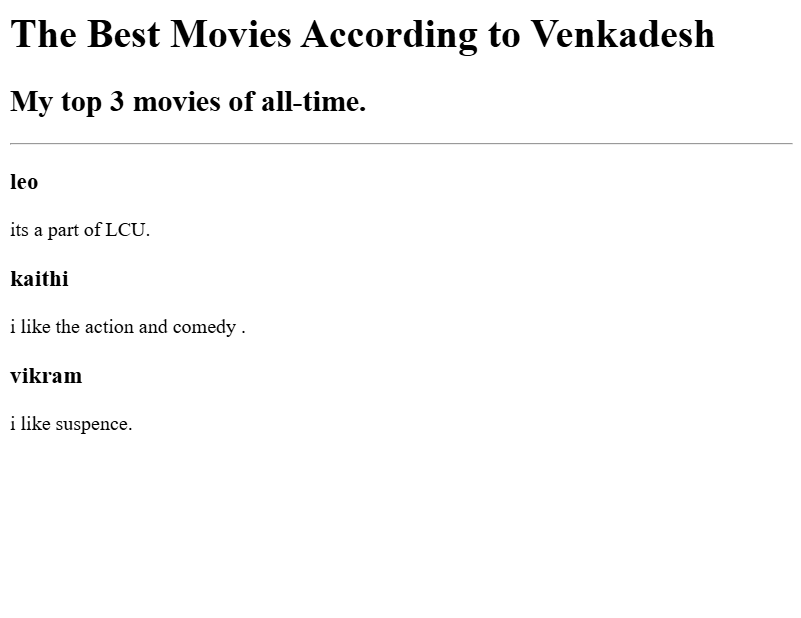 The Best Movies According to Venkadesh
My top 3 movies of all-time.
leo
its a part of LCU.
kaithi
i like the action and comedy .
vikram
i like suspence.